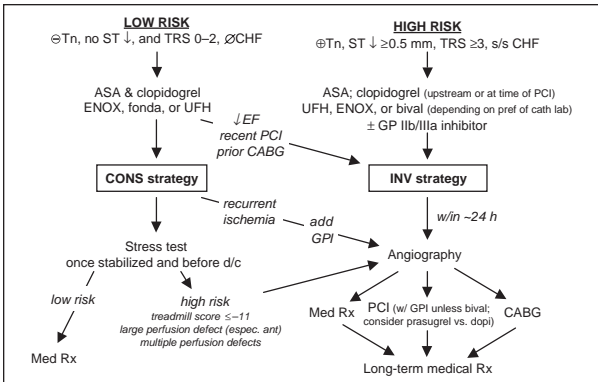 LOW RISK
⊖Tn, no ST ↓, and TRS 0–2, ØCHF
HIGH RISK
⊕Tn, ST ↓ ≥0.5 mm, TRS ≥3, s/s CHF
ASA & clopidogrel
ENOX, fonda, or UFH
ASA; clopidogrel (upstream or at time of PCI)
UFH, ENOX, or bival (depending on pref of cath lab)
± GP IIb/IIIa inhibitor
↓EF
recent PCI
prior CABG
CONS strategy
INV strategy
recurrent
ischemia
add
GPI
w/in ~24 h
Stress test
once stabilized and before d/c
Angiography
low risk
high risk
treadmill score ≤–11
large perfusion defect (espec. ant)
multiple perfusion defects
Med Rx
Med Rx
PCI (w/ GPI unless bival;
consider prasugrel vs. dopi)
CABG
Long-term medical Rx